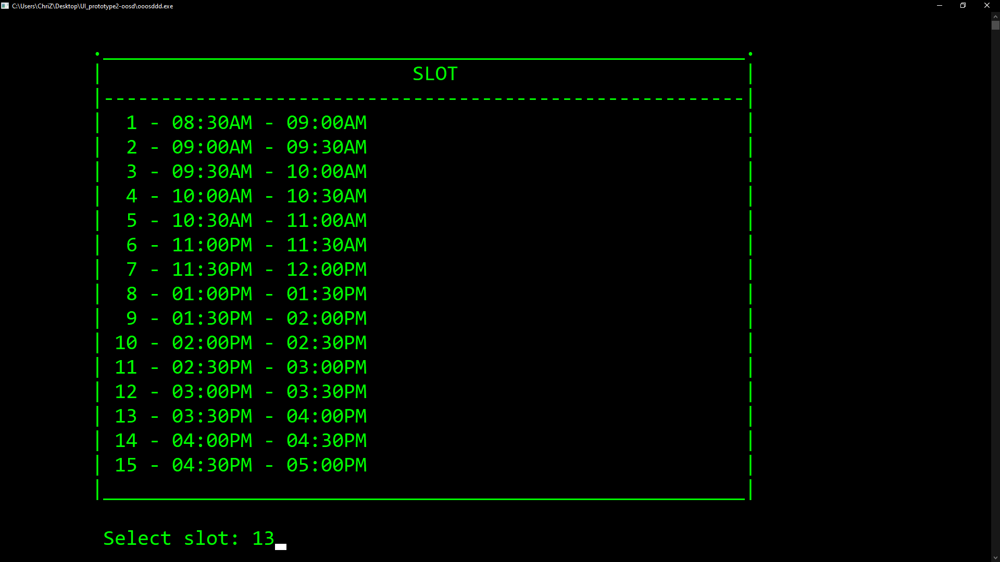 C:\Users\ChriZ\Desktop\UI_prototype2-oosd\ooosddd.exe
SLOT
1 - 08:30AM - 09:00AM
2 - 09:00AM - 09:30AM
3 - 09:30AM - 10:00AM
4 - 10:00AM - 10:30AM
5 - 10:30AM - 11:00AM
6 - 11:00PM - 11:30AM
7 - 11:30PM - 12:00PM
8 - 01:00PM - 01:30PM
9 - 01:30PM - 02:00PM
10 - 02:00PM - 02:30PM
11 - 02:30PM - 03:00PM
12 - 03:00PM - 03:30PM
13 - 03:30PM - 04:00PM
14 - 04:00PM - 04:30PM
15 - 04:30PM - 05:00PM
Select slot: 13